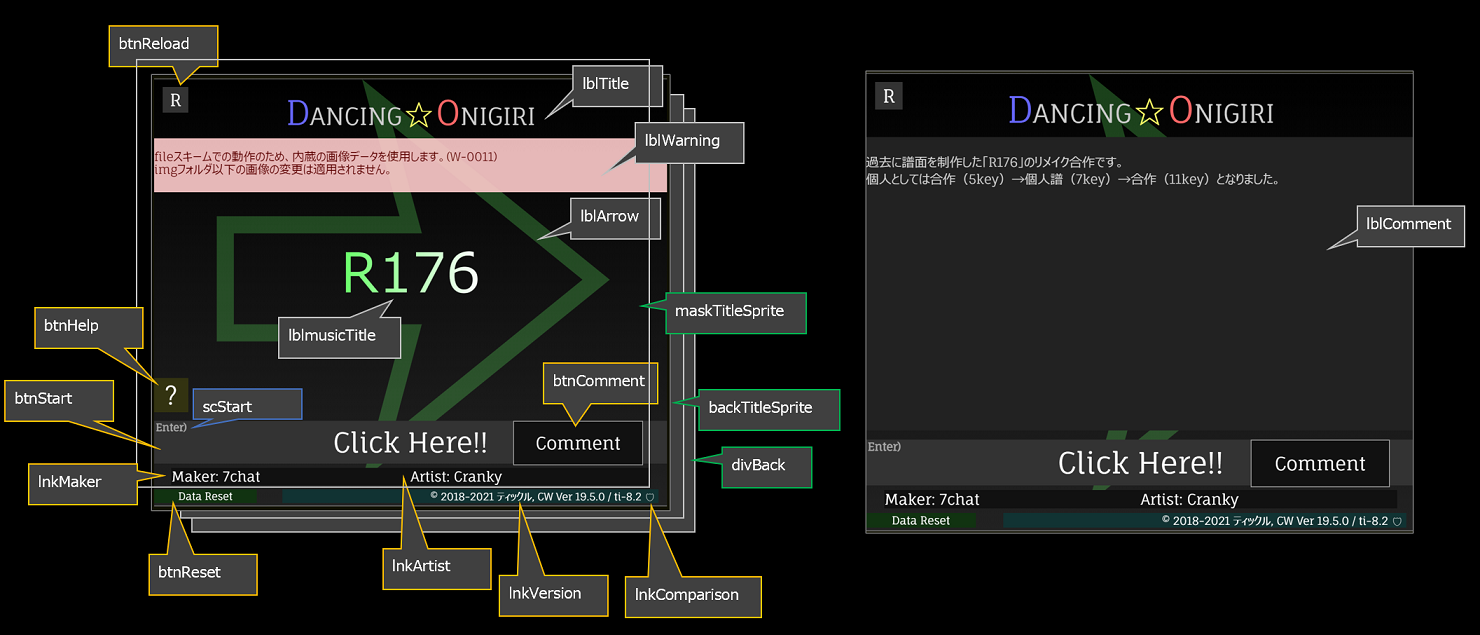 btnReload
R
DANCING☆ONIGIRI
lblTitle
lblWarning
fileスキームでの動作のため、内蔵の画像データを使用します。(W-0011)
imgフォルダ以下の画像の変更は適用されません。
lblArrow
R176
maskTitleSprite
lblmusicTitle
btnHelp
?
btnComment
btnStart
scStart
backTitleSprite
Enter)
Click Here!!
Comment
divBack
lnkMaker
Maker: 7chat
Artist: Cranky
Data Reset
© 2018-2021 ティックル, CW Ver 19.5.0 / ti-8.2
btnReset
lnkArtist
lnkVersion
lnkComparison
R
DANCING☆ONIGIRI
過去に譜面を制作した「R176」のリメイク合作です。
個人としては合作（5key）→個人譜（7key）→合作（11key）となりました。
lblComment
Enter)
Click Here!!
Comment
Maker: 7chat
Artist: Cranky
Data Reset
© 2018-2021 ティックル, CW Ver 19.5.0 / ti-8.2